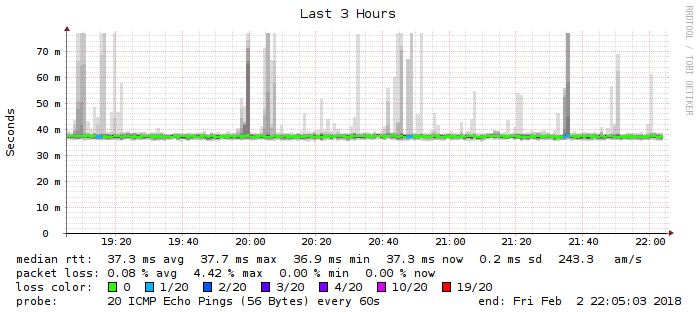 Last 3 Hours
RRDTOOL / TOBI OETIKER
Seconds
70 m
60 m
50 m
40 m
30 m
20 m
10 m
0
19:20 19:40 20:00 20:20 20:40 21:00 21:20 21:40 22:00
median rtt: 37.3 ms avg 37.7 ms max 36.9 ms min 37.3 ms now 0.2 ms sd 243.3 am/s
packet loss: 0.08 % avg 4.42 % max 0.00 % min 0.00 % now
loss color: 0 1/20 2/20 3/20 4/20 10/20 19/20
probe: 20 ICMP Echo Pings (56 Bytes) every 60s end: Fri Feb 2 22:05:03 2018